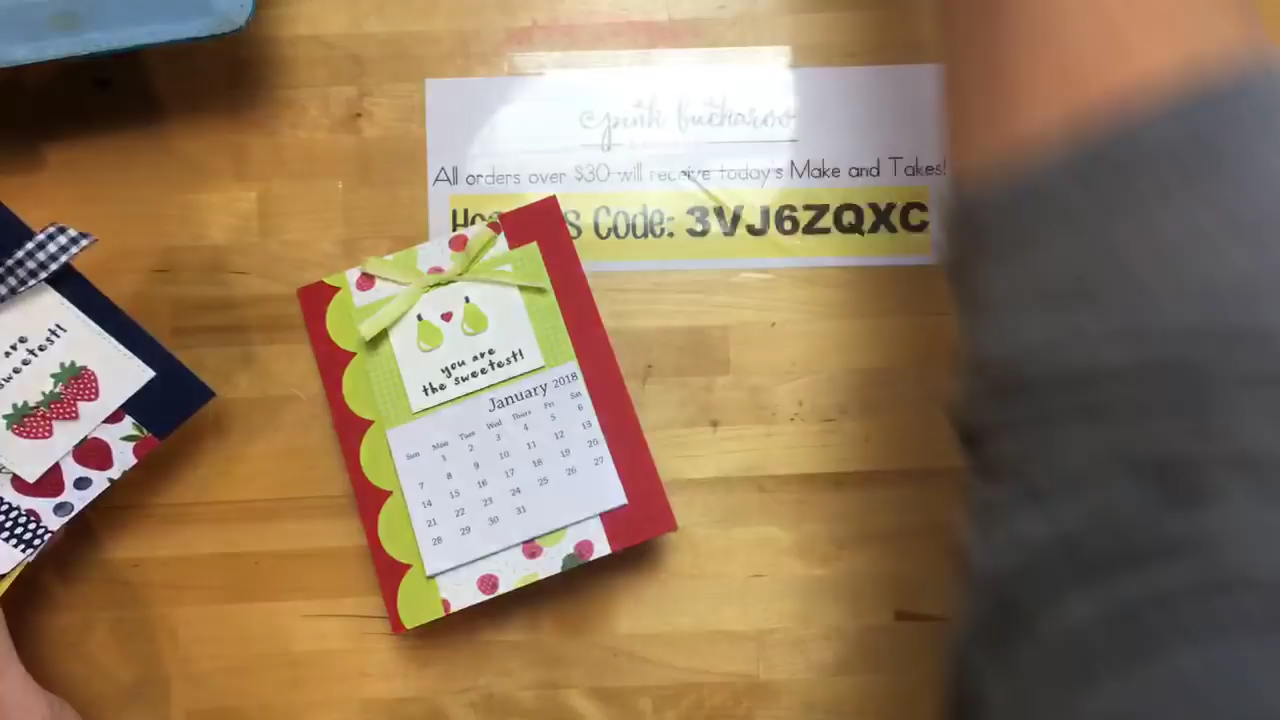 @pink buckaroo
All orders over $30 will receive today's Make and Takes!
Code: 3VJ6ZQXC
you are
the sweetest!
January 2018
Sun Mon Tues Wed Thurs Fri Sat
1 2 3 4 5 6
7 8 9 10 11 12 13
14 15 16 17 18 19 20
21 22 23 24 25 26 27
28 29 30 31
are
sweetest!